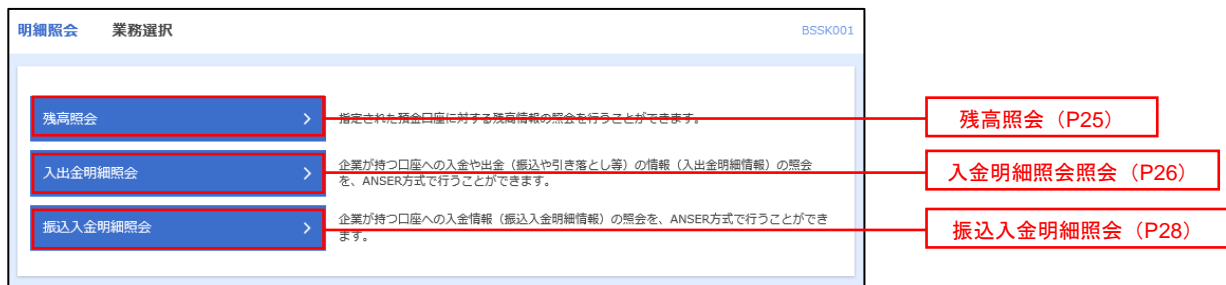 明細照会 業務選択 BSSK001
残高照会
指定された預金口座に対する残高情報の照会を行うことができます。
残高照会（P25）
入出金明細照会
企業が持つ口座への入金や出金（振込や引き落とし等）の情報（入出金明細情報）の照会
を、ANSER方式で行うことができます。
入金明細照会照会（P26）
振込入金明細照会
企業が持つ口座への入金情報（振込入金明細情報）の照会を、ANSER方式で行うことができ
ます。
振込入金明細照会（P28）